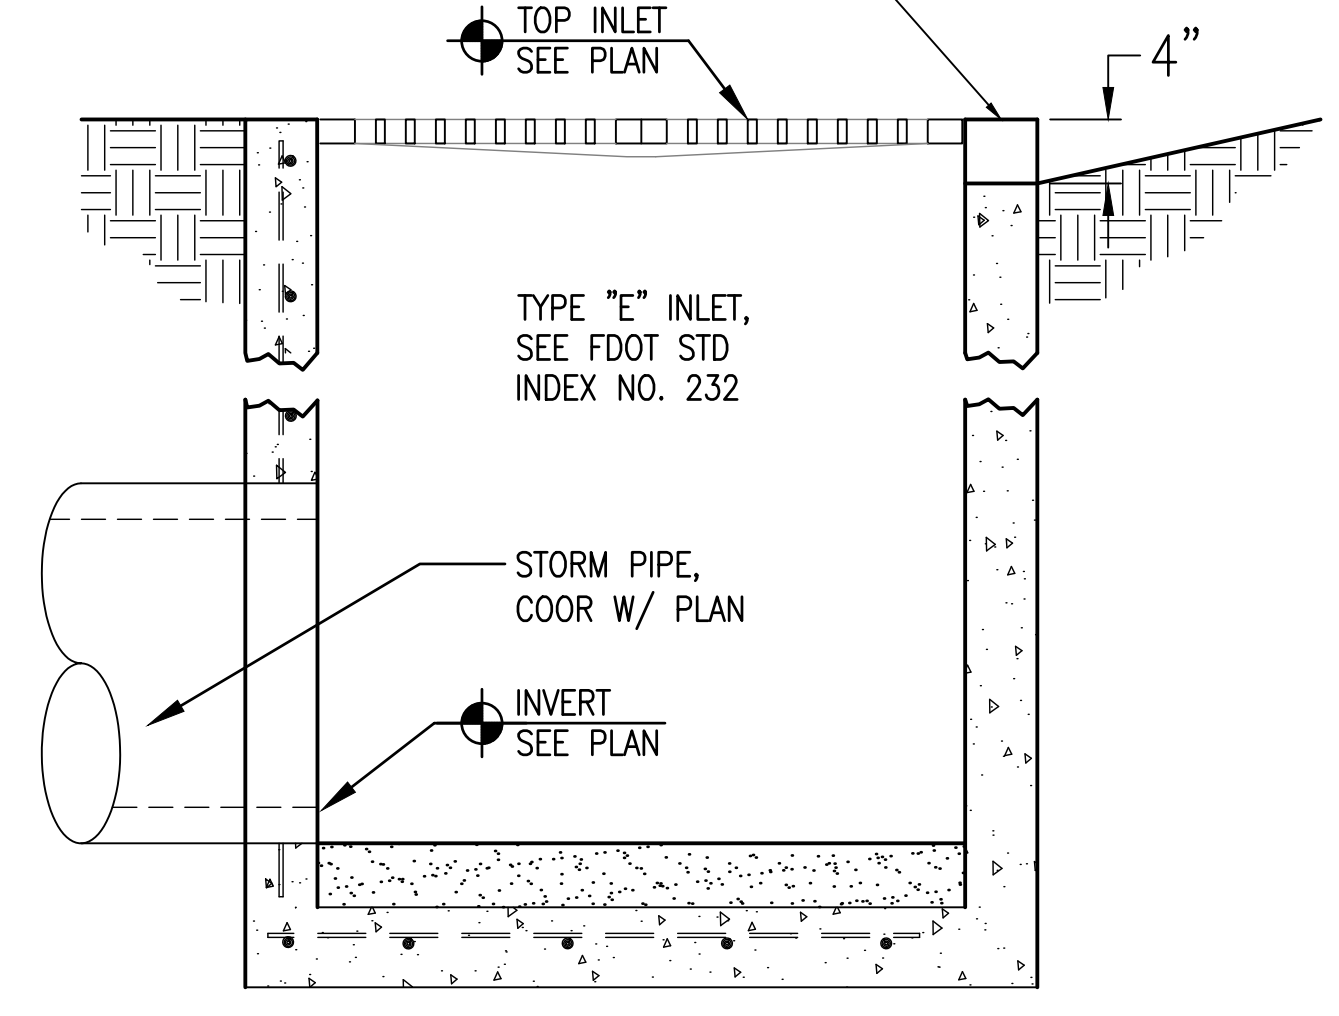 TOP INLET
SEE PLAN
4”
TYPE ”E” INLET,
SEE FDOT STD
INDEX NO. 232
STORM PIPE,
COOR W/ PLAN
INVERT
SEE PLAN